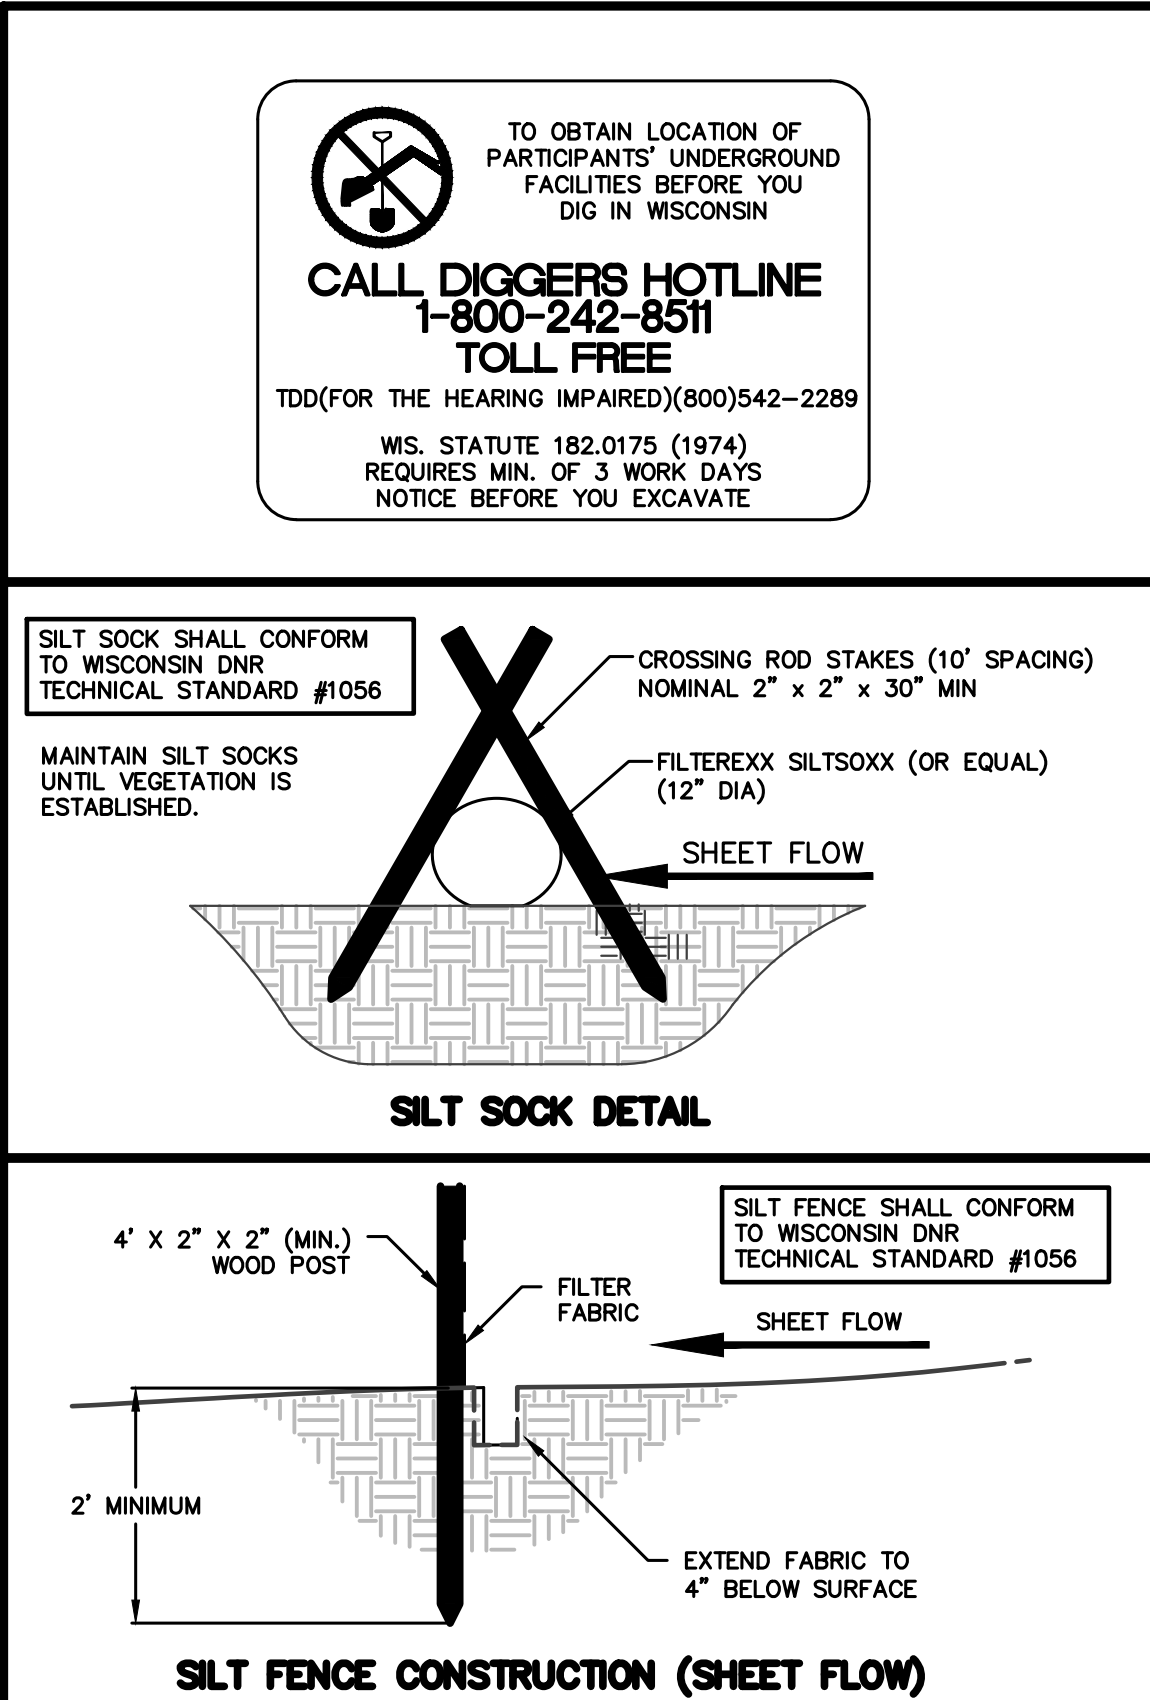 TO OBTAIN LOCATION OF
PARTICIPANTS' UNDERGROUND
FACILITIES BEFORE YOU
DIG IN WISCONSIN
CALL DIGGERS HOTLINE
1-800-242-8511
TOLL FREE
TDD(FOR THE HEARING IMPAIRED)(800)542-2289
WIS. STATUTE 182.0175 (1974)
REQUIRES MIN. OF 3 WORK DAYS
NOTICE BEFORE YOU EXCAVATE
SILT SOCK SHALL CONFORM
TO WISCONSIN DNR
TECHNICAL STANDARD #1056
MAINTAIN SILT SOCKS
UNTIL VEGETATION IS
ESTABLISHED.
CROSSING ROD STAKES (10' SPACING)
NOMINAL 2" x 2" x 30" MIN
FILTEREXX SILTSOXX (OR EQUAL)
(12" DIA)
SHEET FLOW
SILT SOCK DETAIL
4' X 2" X 2" (MIN.)
WOOD POST
FILTER
FABRIC
SILT FENCE SHALL CONFORM
TO WISCONSIN DNR
TECHNICAL STANDARD #1056
SHEET FLOW
2' MINIMUM
EXTEND FABRIC TO
4" BELOW SURFACE
SILT FENCE CONSTRUCTION (SHEET FLOW)